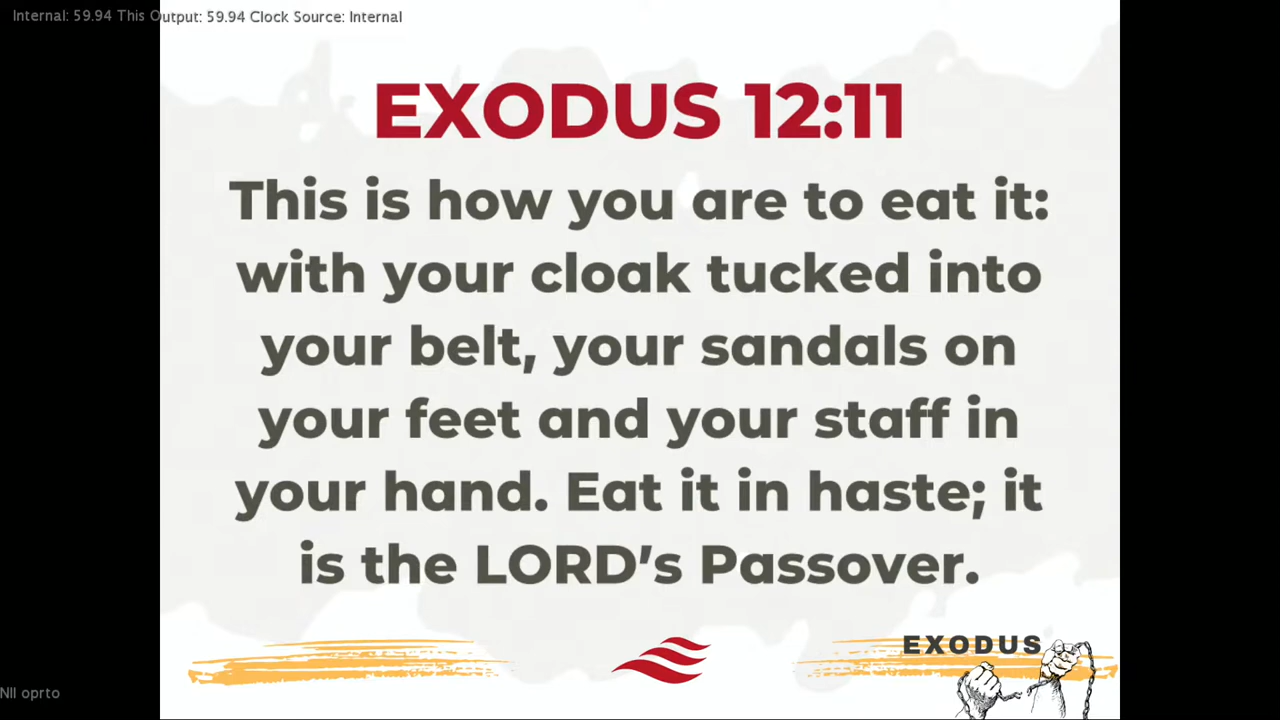 Internal: 59.94 This Output: 59.94 Clock Source: Internal
EXODUS 12:11
This is how you are to eat it:
with your cloak tucked into
your belt, your sandals on
your feet and your staff in
your hand. Eat it in haste; it
is the LORD’s Passover.
EXODUS
NII oprto